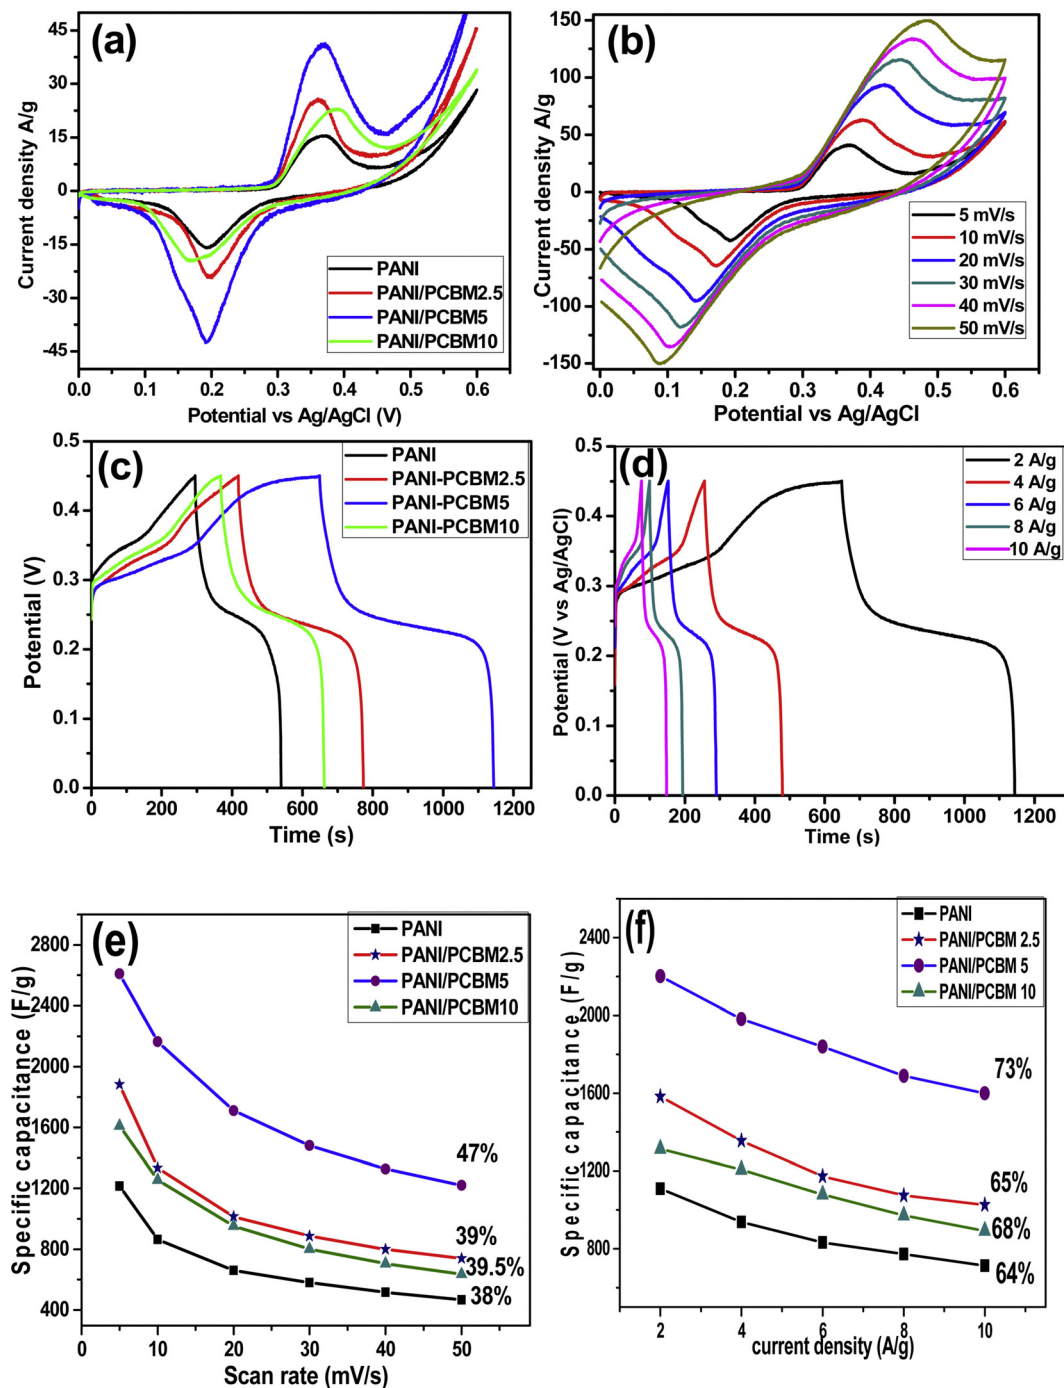 (a)
45
30
15
0
-15
-30
-45
Current density A/g
PANI
PANI/PCBM2.5
PANI/PCBM5
PANI/PCBM10
0.0 0.1 0.2 0.3 0.4 0.5 0.6
Potential vs Ag/AgCl (V)
(b)
150
100
50
0
-50
-100
-150
Current density A/g
5 mV/s
10 mV/s
20 mV/s
30 mV/s
40 mV/s
50 mV/s
0.0 0.1 0.2 0.3 0.4 0.5 0.6
Potential vs Ag/AgCl
(c)
0.5
0.4
0.3
0.2
0.1
0.0
Potential (V)
PANI
PANI-PCBM2.5
PANI-PCBM5
PANI-PCBM10
0 200 400 600 800 1000 1200
Time (s)
(d)
0.5
0.4
0.3
0.2
0.1
0.0
Potential (V vs Ag/AgCl)
2 A/g
4 A/g
6 A/g
8 A/g
10 A/g
0 200 400 600 800 1000 1200
Time (s)
(e)
2800
2400
2000
1600
1200
800
400
Specific capacitance (F/g)
PANI
PANI/PCBM2.5
PANI/PCBM5
PANI/PCBM10
47%
39%
39.5%
38%
0 10 20 30 40 50
Scan rate (mV/s)
(f)
2400
2000
1600
1200
800
Specific capacitance (F/g)
PANI
PANI/PCBM 2.5
PANI/PCBM 5
PANI/PCBM 10
73%
65%
68%
64%
2 4 6 8 10
current density (A/g)